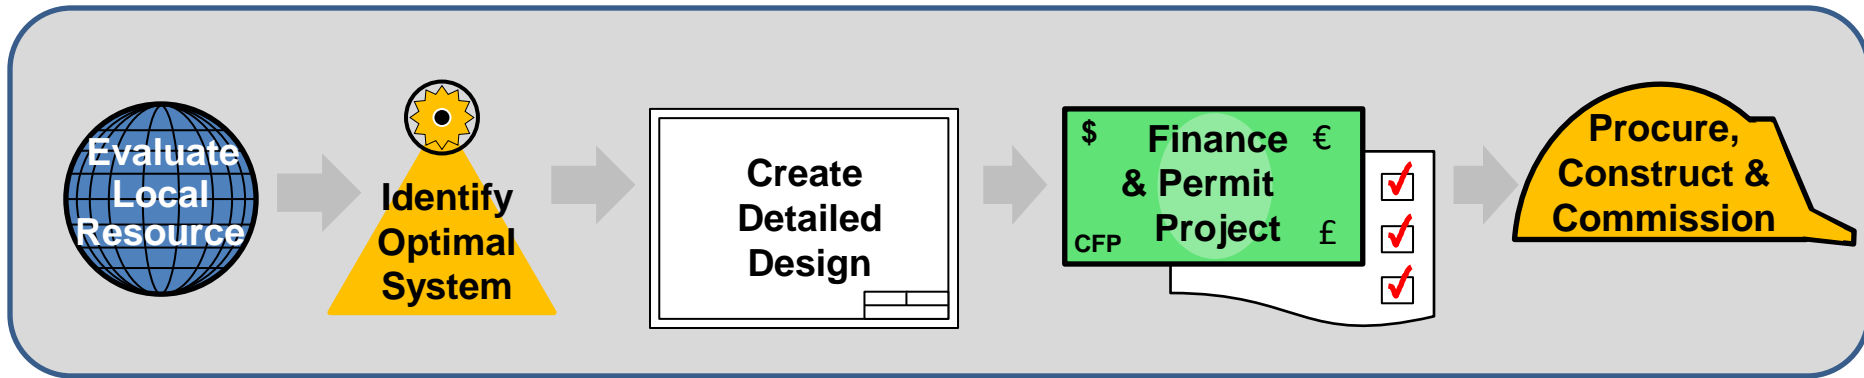 Evaluate
Local
Resource
Identify
Optimal
System
Create
Detailed
Design
$ Finance €
& Permit
CFP Project £
Procure,
Construct &
Commission